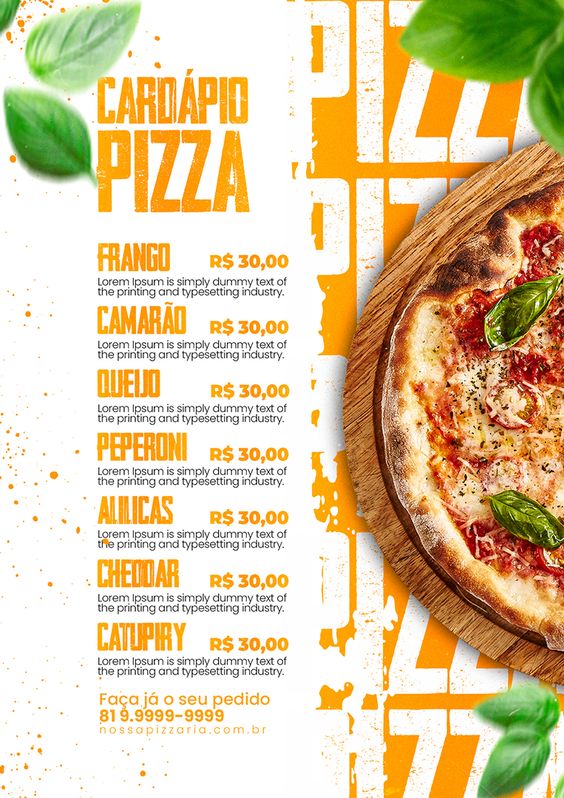 CARDÁPIO
PIZZA
FRANGO R$ 30,00
Lorem Ipsum is simply dummy text of
the printing and typesetting industry.
CAMARÃO R$ 30,00
Lorem Ipsum is simply dummy text of
the printing and typesetting industry.
QUEIJO R$ 30,00
Lorem Ipsum is simply dummy text of
the printing and typesetting industry.
PEPERONI R$ 30,00
Lorem Ipsum is simply dummy text of
the printing and typesetting industry.
ALILICAS R$ 30,00
Lorem Ipsum is simply dummy text of
the printing and typesetting industry.
CHEDDAR R$ 30,00
Lorem Ipsum is simply dummy text of
the printing and typesetting industry.
CATUPIRY R$ 30,00
Lorem Ipsum is simply dummy text of
the printing and typesetting industry.
Faça já o seu pedido
81 9.9999-9999
nossapizzaria.com.br
PIZZ
PIZZ
PIZZ
PIZZ